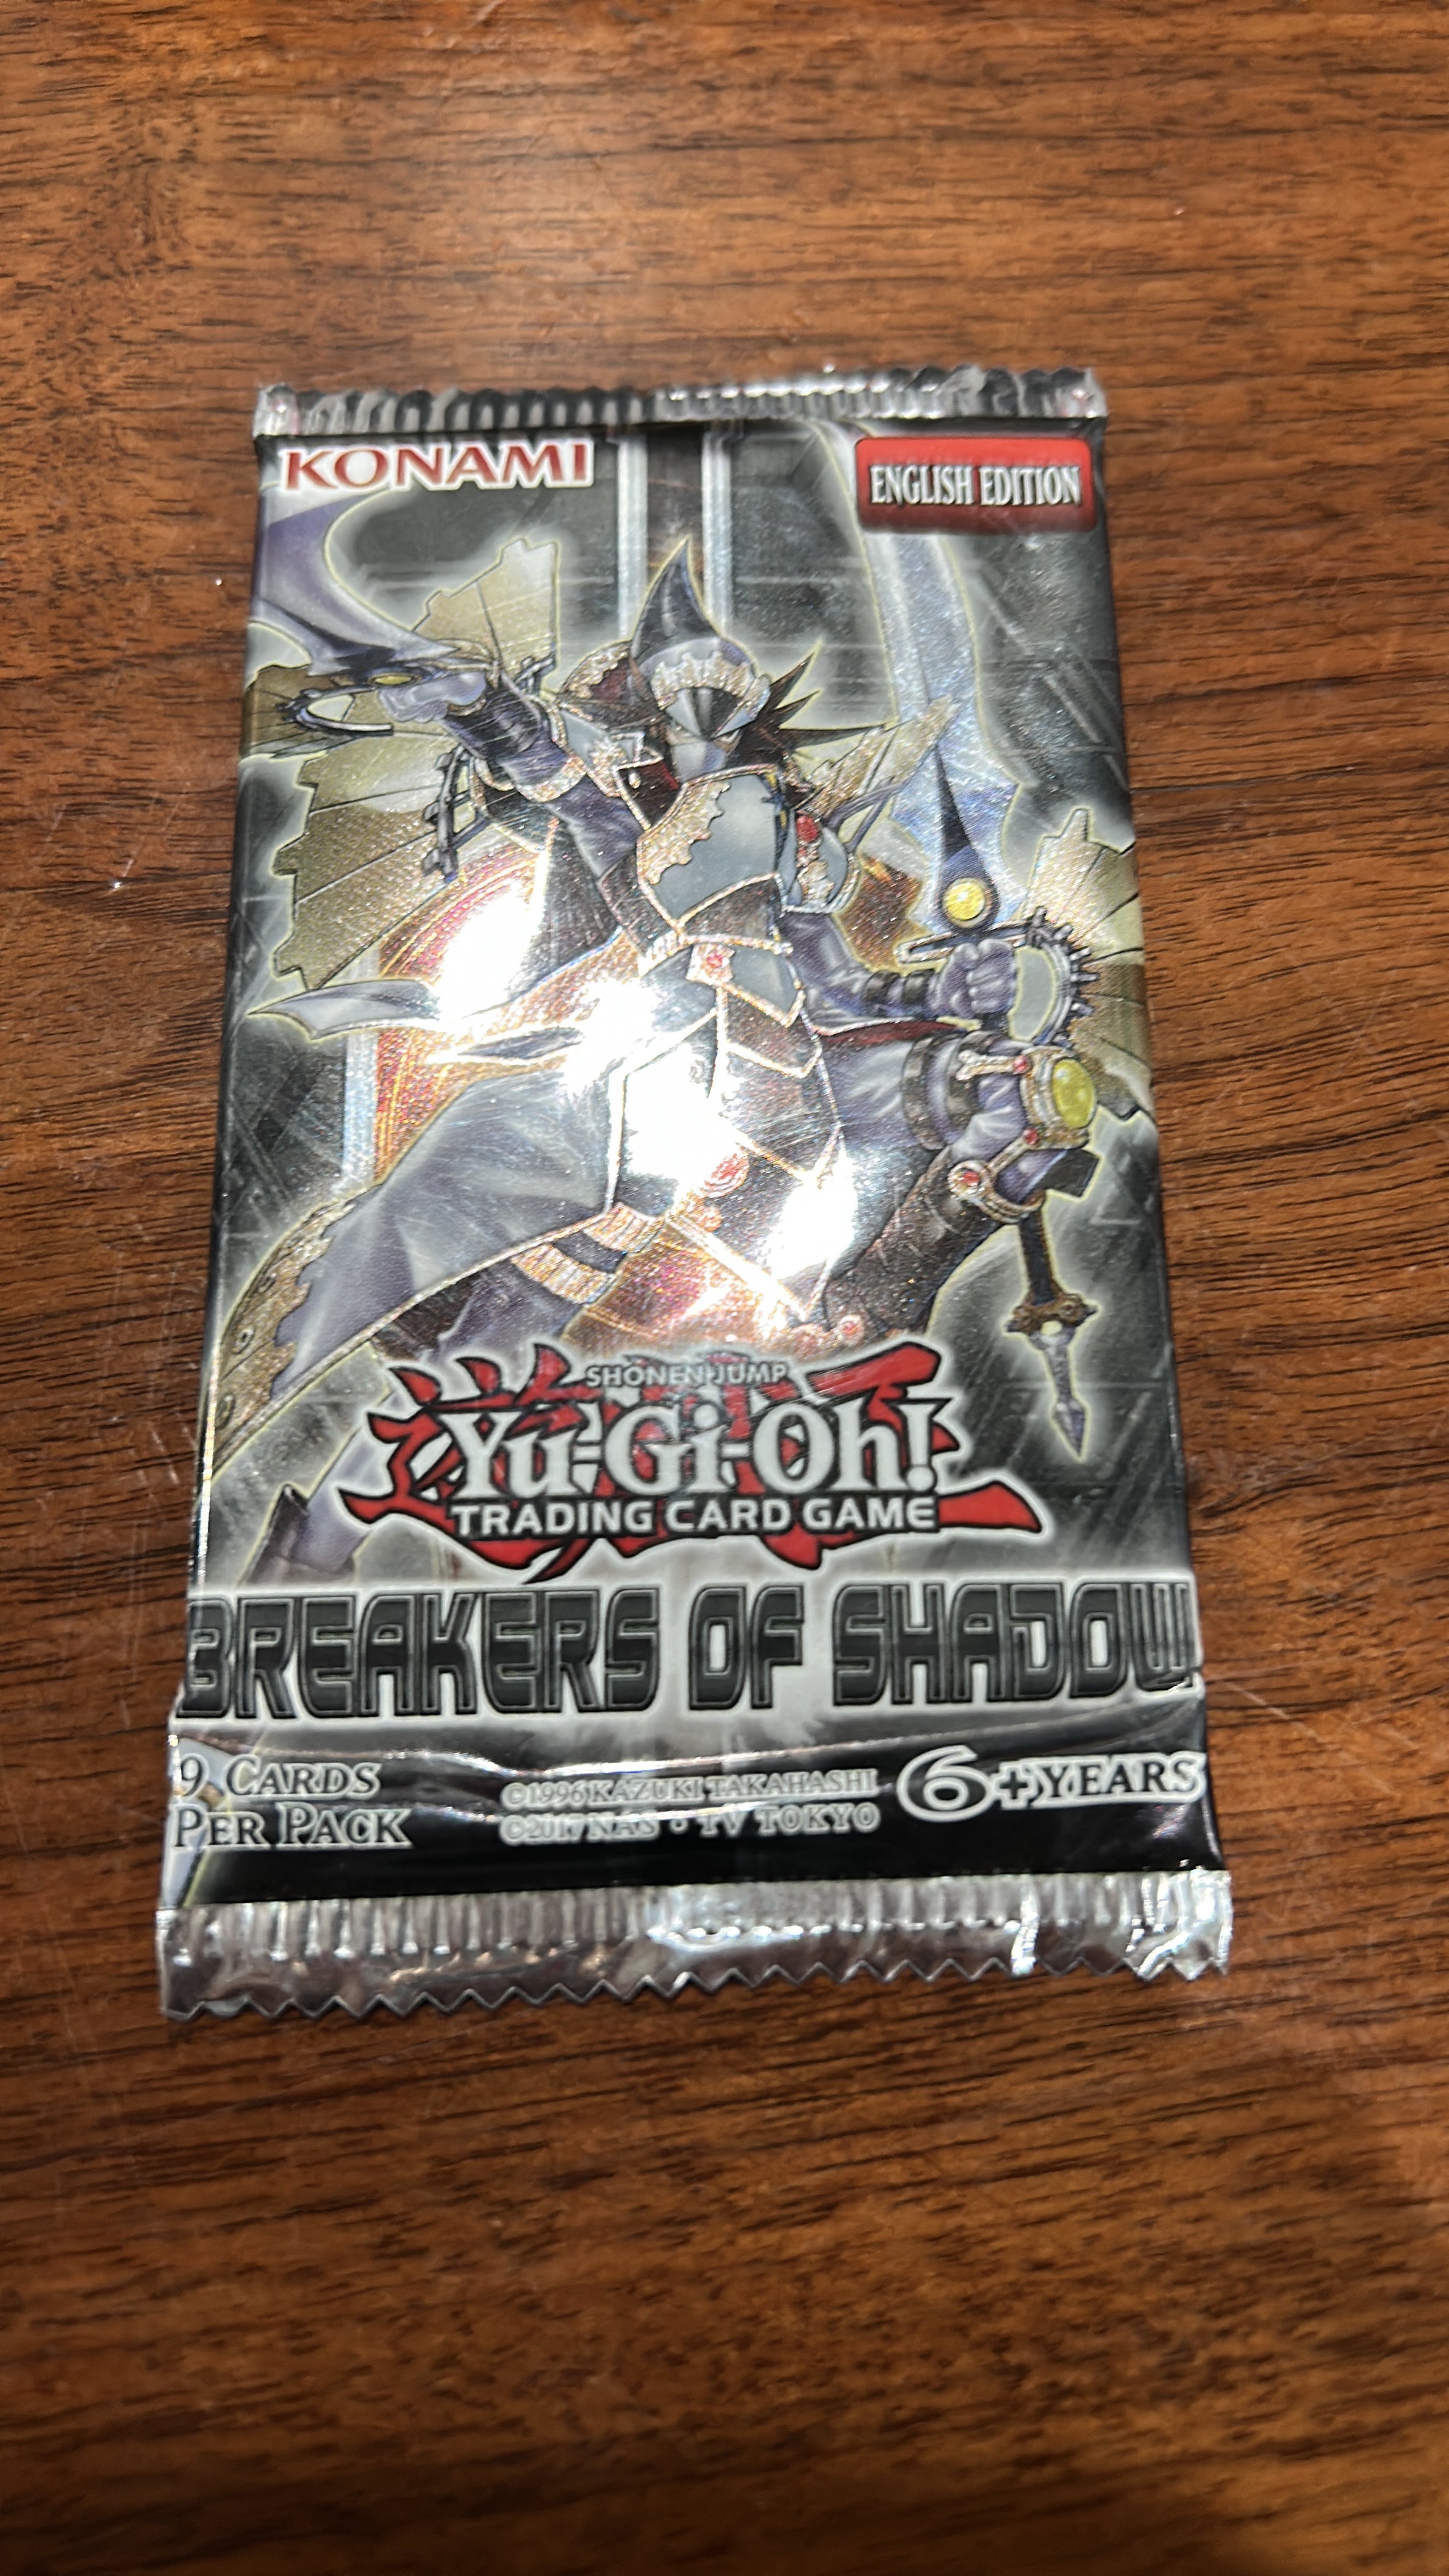 KONAMI
ENGLISH EDITION
SHONEN JUMP
Yu-Gi-Oh!
TRADING CARD GAME
BREAKERS OF SHADOW
9 CARDS
PER PACK
©1996 KAZUKI TAKAHASHI
©2017 NAS • TV TOKYO
6+YEARS